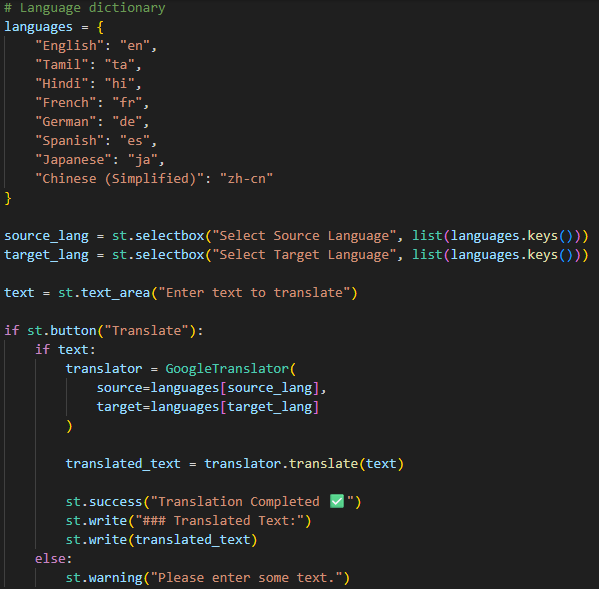 # Language dictionary
languages = {
    "English": "en",
    "Tamil": "ta",
    "Hindi": "hi",
    "French": "fr",
    "German": "de",
    "Spanish": "es",
    "Japanese": "ja",
    "Chinese (Simplified)": "zh-cn"
}
source_lang = st.selectbox("Select Source Language", list(languages.keys()))
target_lang = st.selectbox("Select Target Language", list(languages.keys()))
text = st.text_area("Enter text to translate")
if st.button("Translate"):
    if text:
        translator = GoogleTranslator(
            source=languages[source_lang],
            target=languages[target_lang]
        )
        translated_text = translator.translate(text)
        st.success("Translation Completed ✅")
        st.write("### Translated Text:")
        st.write(translated_text)
    else:
        st.warning("Please enter some text.")